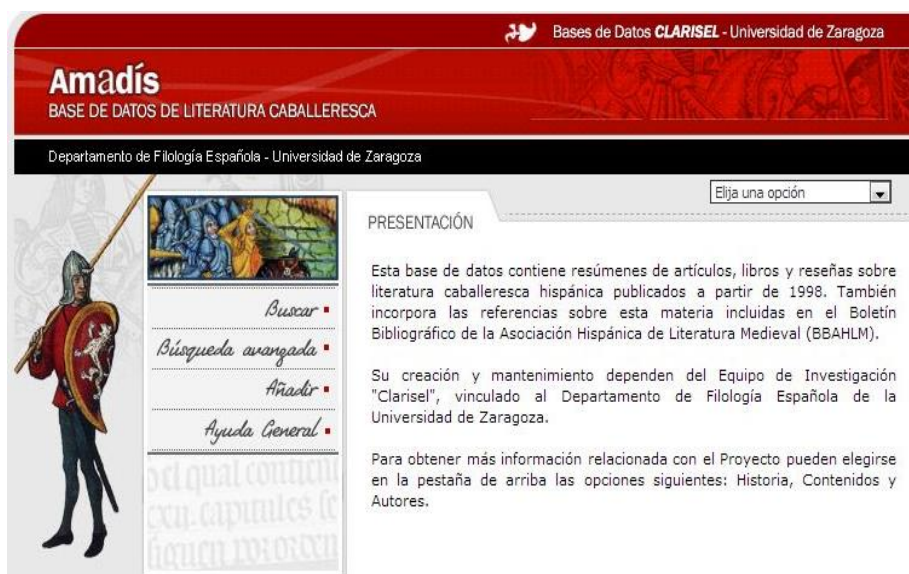 Bases de Datos CLARISEL - Universidad de Zaragoza
Amadís
BASE DE DATOS DE LITERATURA CABALLERESCA
Departamento de Filología Española - Universidad de Zaragoza
Elija una opción
PRESENTACIÓN
Buscar
Búsqueda avanzada
Añadir
Ayuda General
Esta base de datos contiene resúmenes de artículos, libros y reseñas sobre
literatura caballeresca hispánica publicados a partir de 1998. También
incorpora las referencias sobre esta materia incluidas en el Boletín
Bibliográfico de la Asociación Hispánica de Literatura Medieval (BBAHLM).
Su creación y mantenimiento dependen del Equipo de Investigación
"Clarisel", vinculado al Departamento de Filología Española de la
Universidad de Zaragoza.
Para obtener más información relacionada con el Proyecto pueden elegirse
en la pestaña de arriba las opciones siguientes: Historia, Contenidos y
Autores.